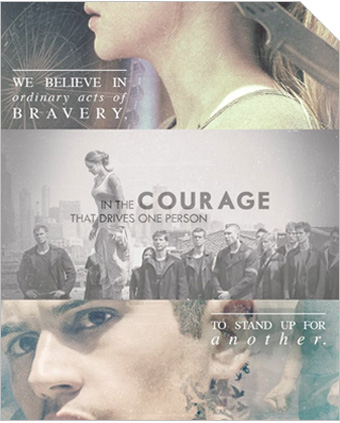 WE BELIEVE IN
ordinary acts of
BRAVERY,
IN THE COURAGE
THAT DRIVES ONE PERSON
TO STAND UP FOR
another.